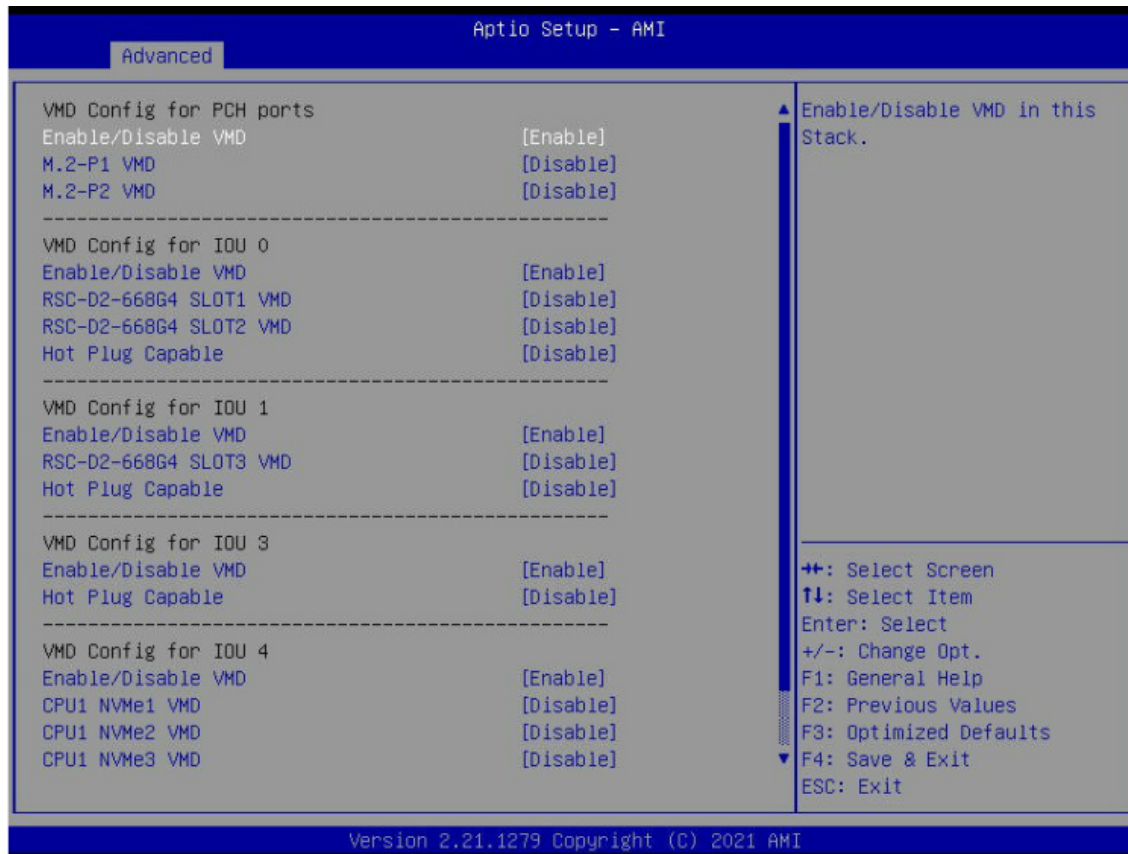 Aptio Setup – AMI
Advanced
VMD Config for PCH ports
Enable/Disable VMD [Enable]
M.2-P1 VMD [Disable]
M.2-P2 VMD [Disable]
VMD Config for IOU 0
Enable/Disable VMD [Enable]
RSC-D2-668G4 SLOT1 VMD [Disable]
RSC-D2-668G4 SLOT2 VMD [Disable]
Hot Plug Capable [Disable]
VMD Config for IOU 1
Enable/Disable VMD [Enable]
RSC-D2-668G4 SLOT3 VMD [Disable]
Hot Plug Capable [Disable]
VMD Config for IOU 3
Enable/Disable VMD [Enable]
Hot Plug Capable [Disable]
VMD Config for IOU 4
Enable/Disable VMD [Enable]
CPU1 NVMe1 VMD [Disable]
CPU1 NVMe2 VMD [Disable]
CPU1 NVMe3 VMD [Disable]
Enable/Disable VMD in this
Stack.
→←: Select Screen
↑↓: Select Item
Enter: Select
+/-: Change Opt.
F1: General Help
F2: Previous Values
F3: Optimized Defaults
F4: Save & Exit
ESC: Exit
Version 2.21.1279 Copyright (C) 2021 AMI